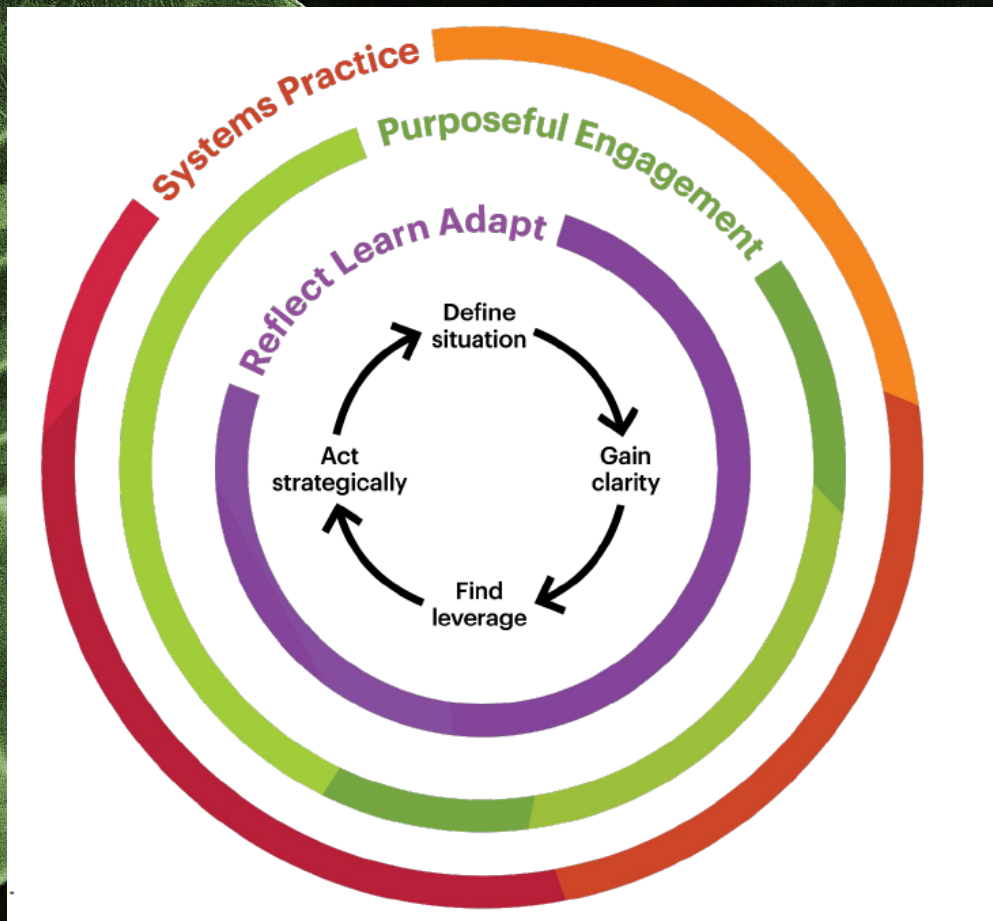 Systems Practice
Purposeful Engagement
Reflect Learn Adapt
Define
situation
Gain
clarity
Find
leverage
Act
strategically